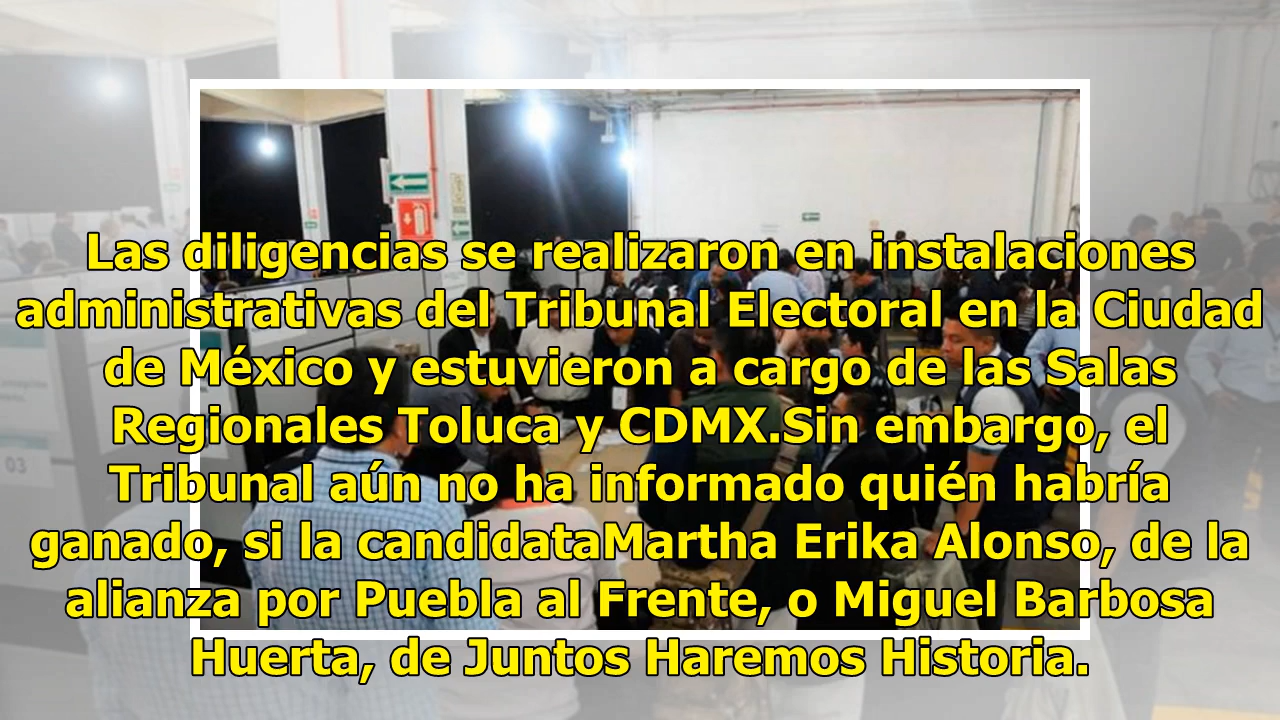 Las diligencias se realizaron en instalaciones
administrativas del Tribunal Electoral en la Ciudad
de México y estuvieron a cargo de las Salas
Regionales Toluca y CDMX.Sin embargo, el
Tribunal aún no ha informado quién habría
ganado, si la candidataMartha Erika Alonso, de la
alianza por Puebla al Frente, o Miguel Barbosa
Huerta, de Juntos Haremos Historia.
03